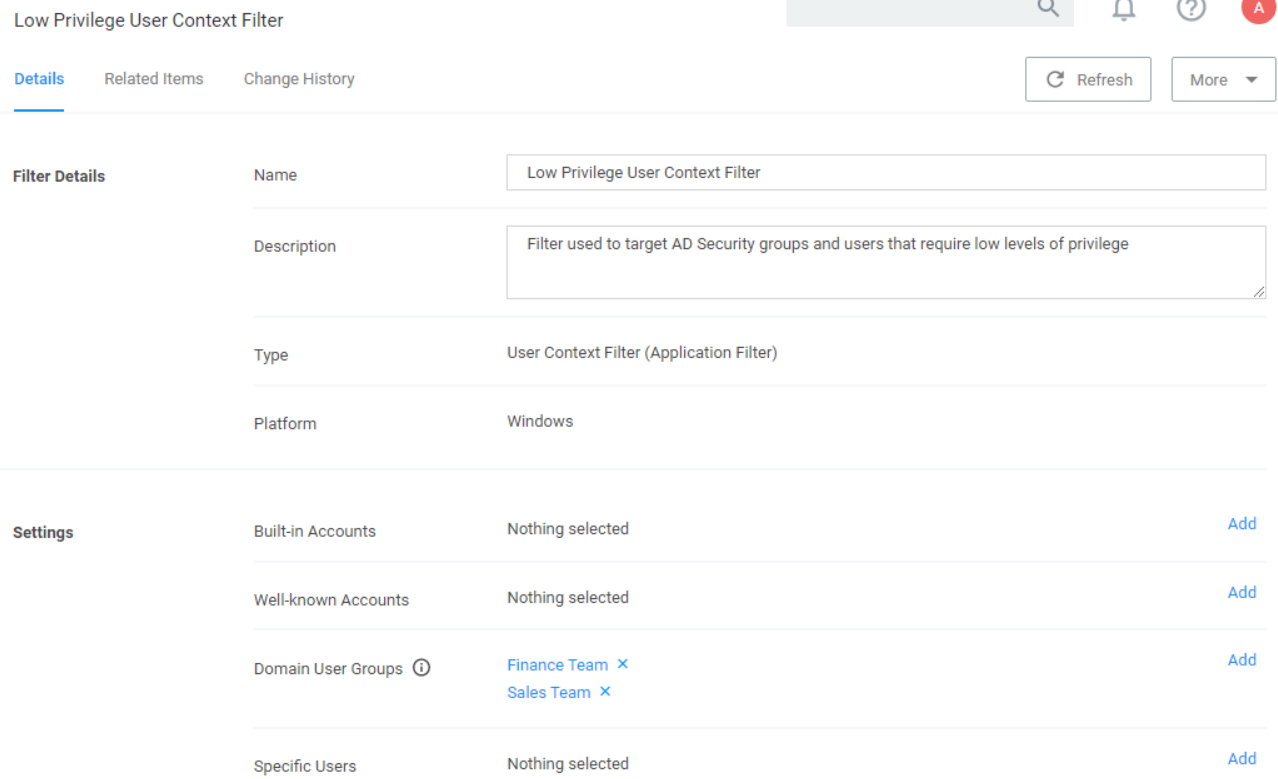 Low Privilege User Context Filter
A
Details Related Items Change History Refresh More
Filter Details Name Low Privilege User Context Filter
Description Filter used to target AD Security groups and users that require low levels of privilege
Type User Context Filter (Application Filter)
Platform Windows
Settings Built-in Accounts Nothing selected Add
Well-known Accounts Nothing selected Add
Domain User Groups Finance Team Add
Sales Team
Specific Users Nothing selected Add